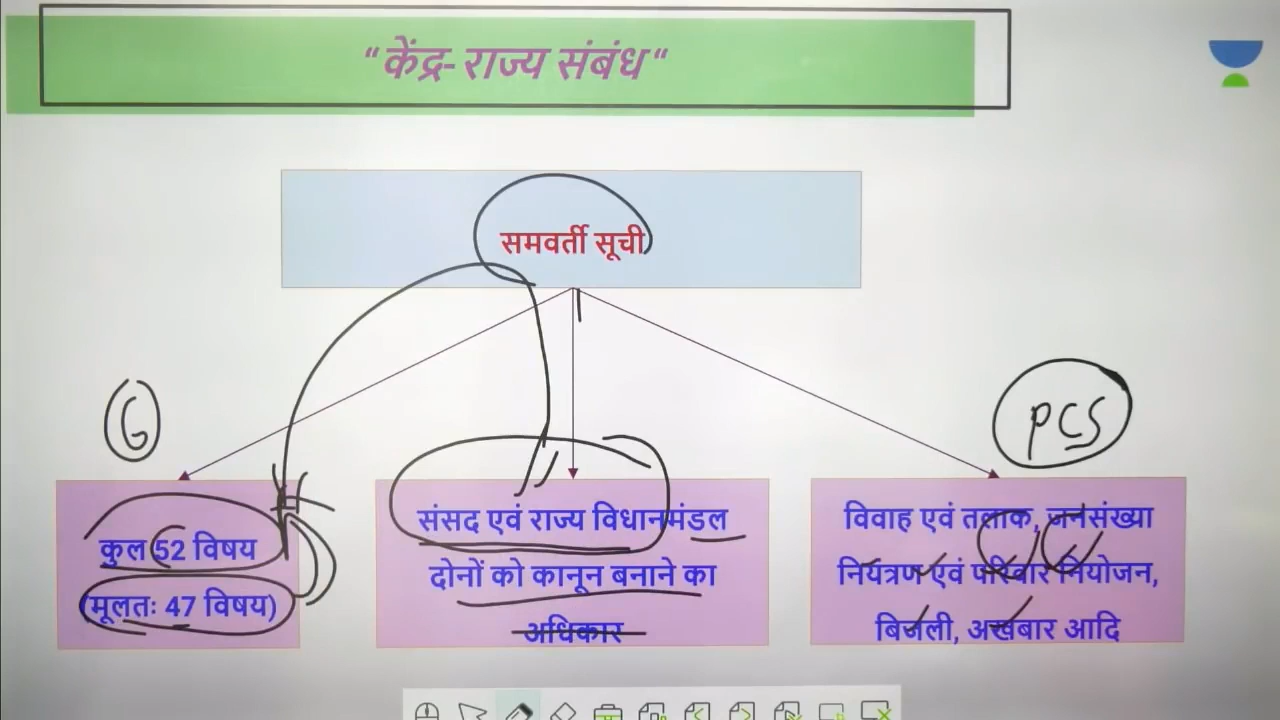 “केंद्र- राज्य संबंध“
समवर्ती सूची
G
PCS
कुल 52 विषय
(मूलतः 47 विषय)
संसद एवं राज्य विधानमंडल
दोनों को कानून बनाने का
अधिकार
विवाह एवं तलाक, जनसंख्या
नियंत्रण एवं परिवार नियोजन,
बिजली, अखबार आदि